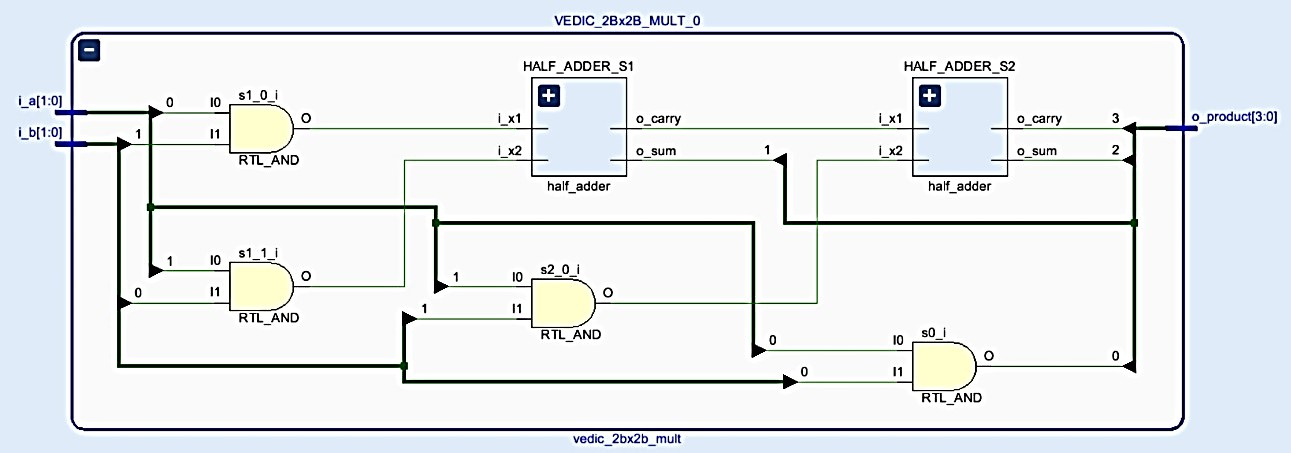 VEDIC_2Bx2B_MULT_0
HALF_ADDER_S1
HALF_ADDER_S2
i_a[1:0]
0
I0
s1_0_i
O
i_x1
o_carry
i_x1
o_carry
3
o_product[3:0]
i_b[1:0]
1
I1
RTL_AND
i_x2
o_sum
1
i_x2
o_sum
2
half_adder
half_adder
1
I0
s1_1_i
O
0
I1
RTL_AND
1
I0
s2_0_i
O
1
I1
RTL_AND
0
I0
s0_i
O
0
0
I1
RTL_AND
vedic_2bx2b_mult